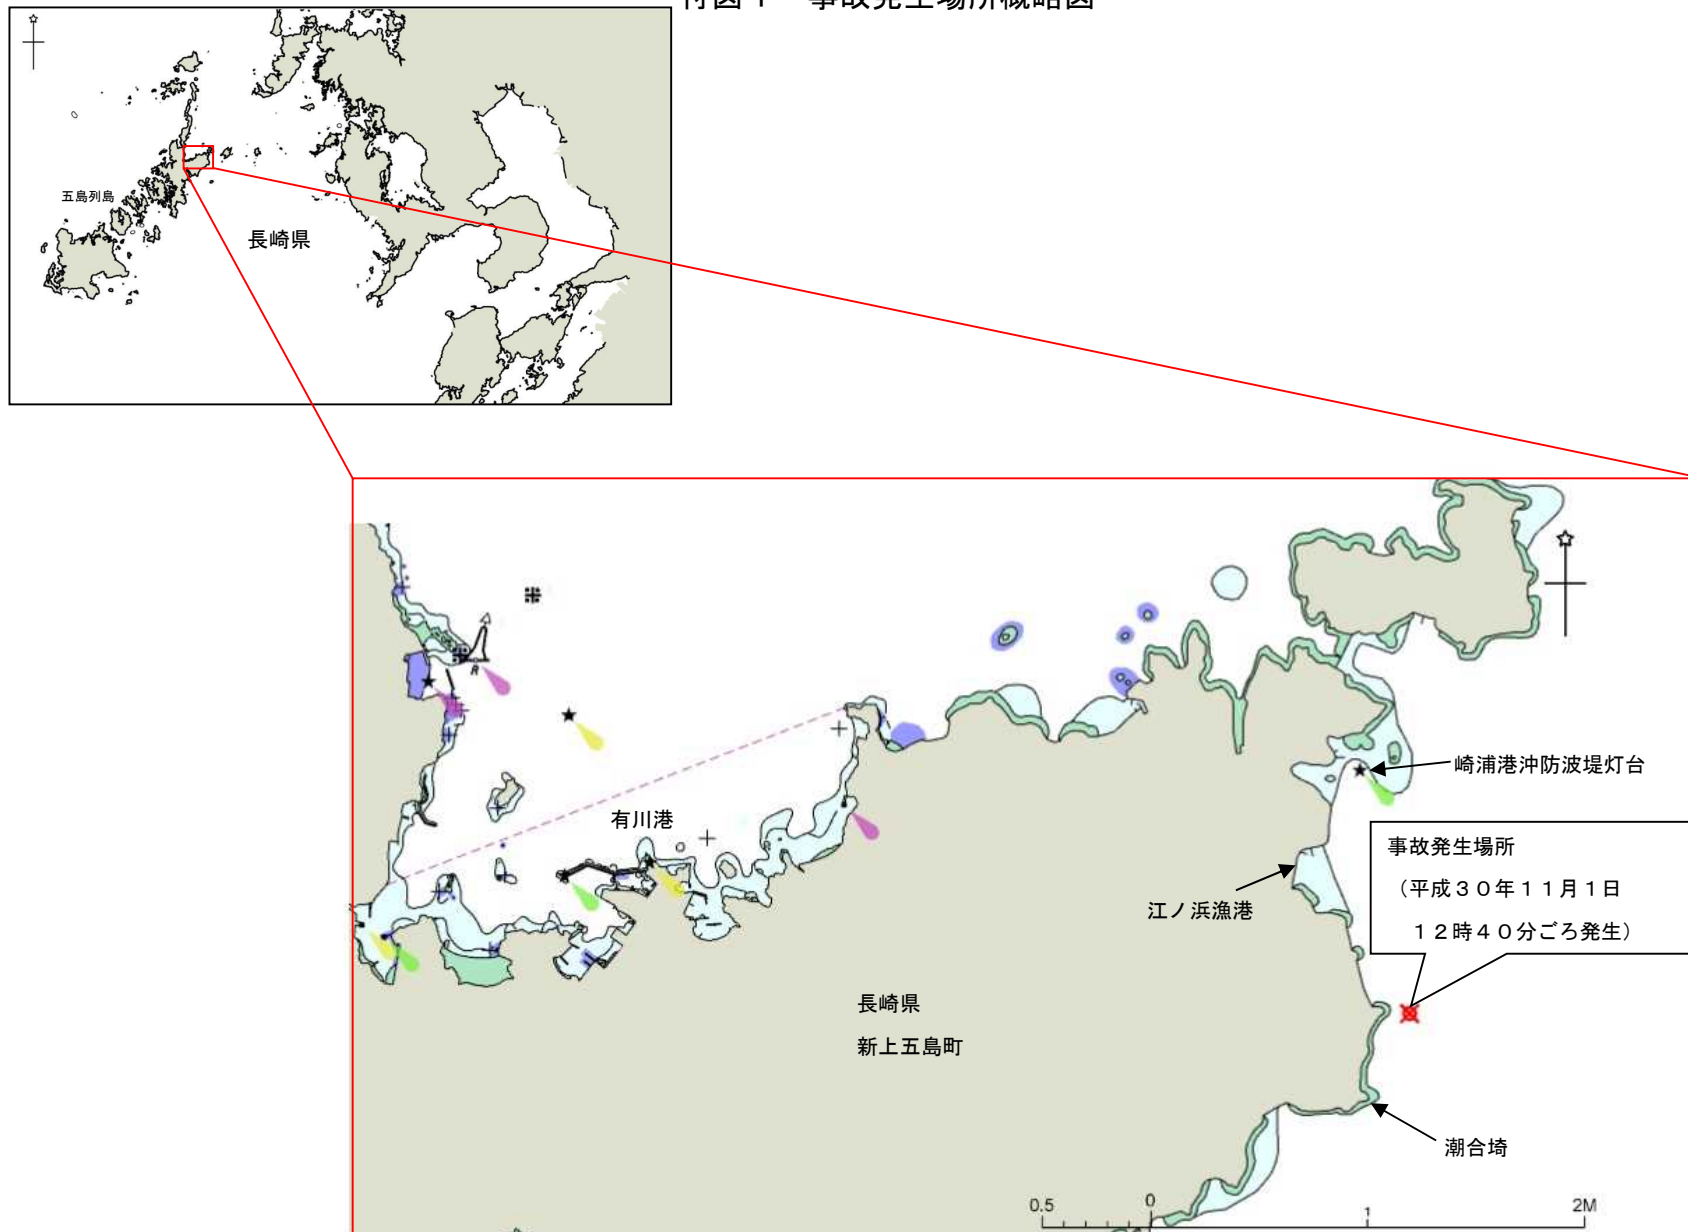 付図1 事故発生場所概略図
五島列島
長崎県
崎浦港沖防波堤灯台
有川港
事故発生場所
(平成30年11月1日
12時40分ごろ発生)
江ノ浜漁港
長崎県
新上五島町
潮合埼
R
0.5 0 1 2M